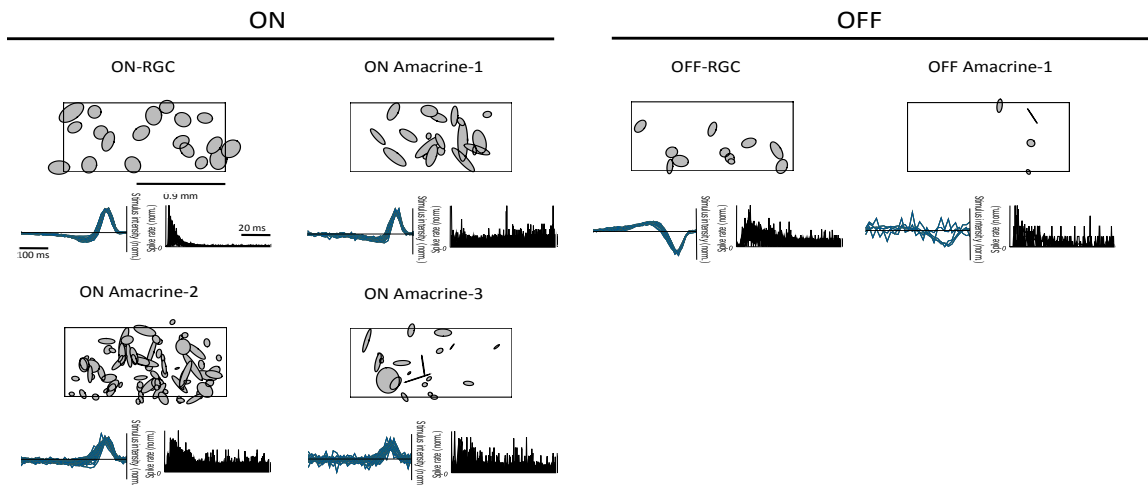 ON
OFF
ON-RGC
ON Amacrine-1
OFF-RGC
OFF Amacrine-1
0.9 mm
Stimulus intensity (norm.)
Spike rate (norm.)
0
20 ms
100 ms
Stimulus intensity (norm.)
Spike rate (norm.)
0
Stimulus intensity (norm.)
Spike rate (norm.)
0
Stimulus intensity (norm.)
Spike rate (norm.)
0
ON Amacrine-2
ON Amacrine-3
Stimulus intensity (norm.)
Spike rate (norm.)
0
Stimulus intensity (norm.)
Spike rate (norm.)
0